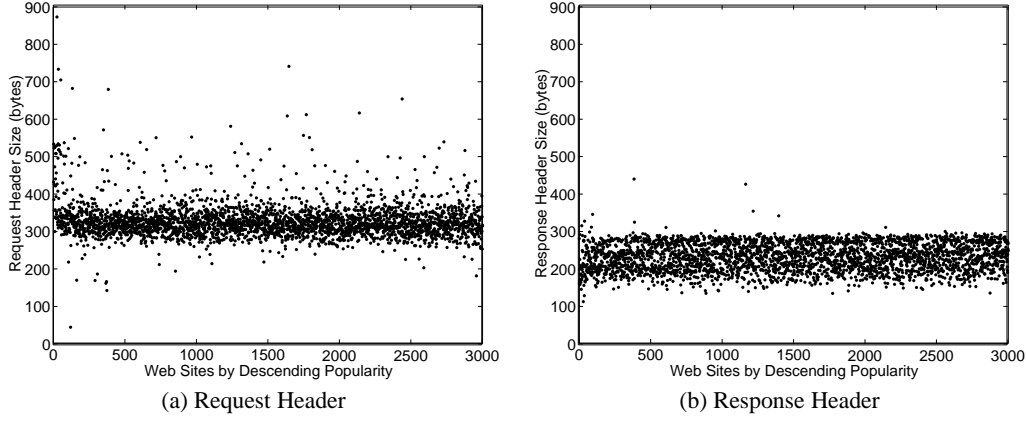 900
800
700
600
500
400
300
200
100
0
Request Header Size (bytes)
0 500 1000 1500 2000 2500 3000
Web Sites by Descending Popularity
(a) Request Header
900
800
700
600
500
400
300
200
100
0
Response Header Size (bytes)
0 500 1000 1500 2000 2500 3000
Web Sites by Descending Popularity
(b) Response Header